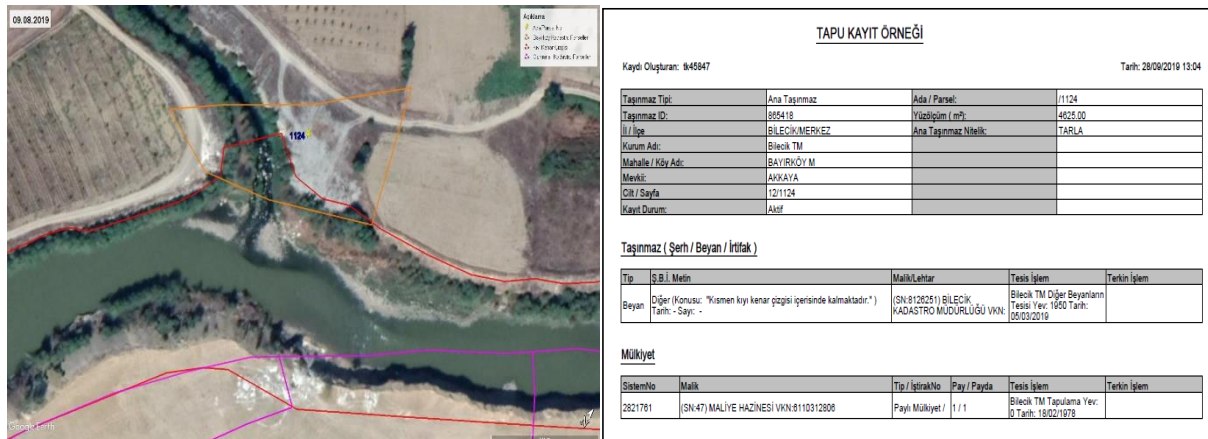 09.08.2019
Açıklama
1124
Google Earth
TAPU KAYIT ÖRNEĞİ
Kaydı Oluşturan: tk45847 Tarih: 28/09/2019 13:04
Taşınmaz Tipi: Ana Taşınmaz Ada / Parsel: /1124
Taşınmaz ID: 865418 Yüzölçüm ( m²): 4625.00
İl / İlçe BİLECİK/MERKEZ Ana Taşınmaz Nitelik: TARLA
Kurum Adı: Bilecik TM
Mahalle / Köy Adı: BAYIRKÖY M
Mevkii: AKKAYA
Cilt / Sayfa 12/1124
Kayıt Durum: Aktif
Taşınmaz ( Şerh / Beyan / İrtifak )
Tip Ş.B.İ. Metin Malik/Lehtar Tesis İşlem Terkin İşlem
Beyan Diğer (Konusu: "Kısmen kıyı kenar çizgisi içerisinde kalmaktadır." ) Tarih: - Sayı: - (SN:8126251) BİLECİK KADASTRO MÜDÜRLÜĞÜ VKN: Bilecik TM Diğer Beyanların Tesisi Yev: 1950 Tarih: 05/03/2019
Mülkiyet
SistemNo Malik Tip / İştirakNo Pay / Payda Tesis İşlem Terkin İşlem
2821761 (SN:47) MALİYE HAZİNESİ VKN:6110312806 Paylı Mülkiyet / 1 / 1 Bilecik TM Tapulama Yev: 0 Tarih: 18/02/1978